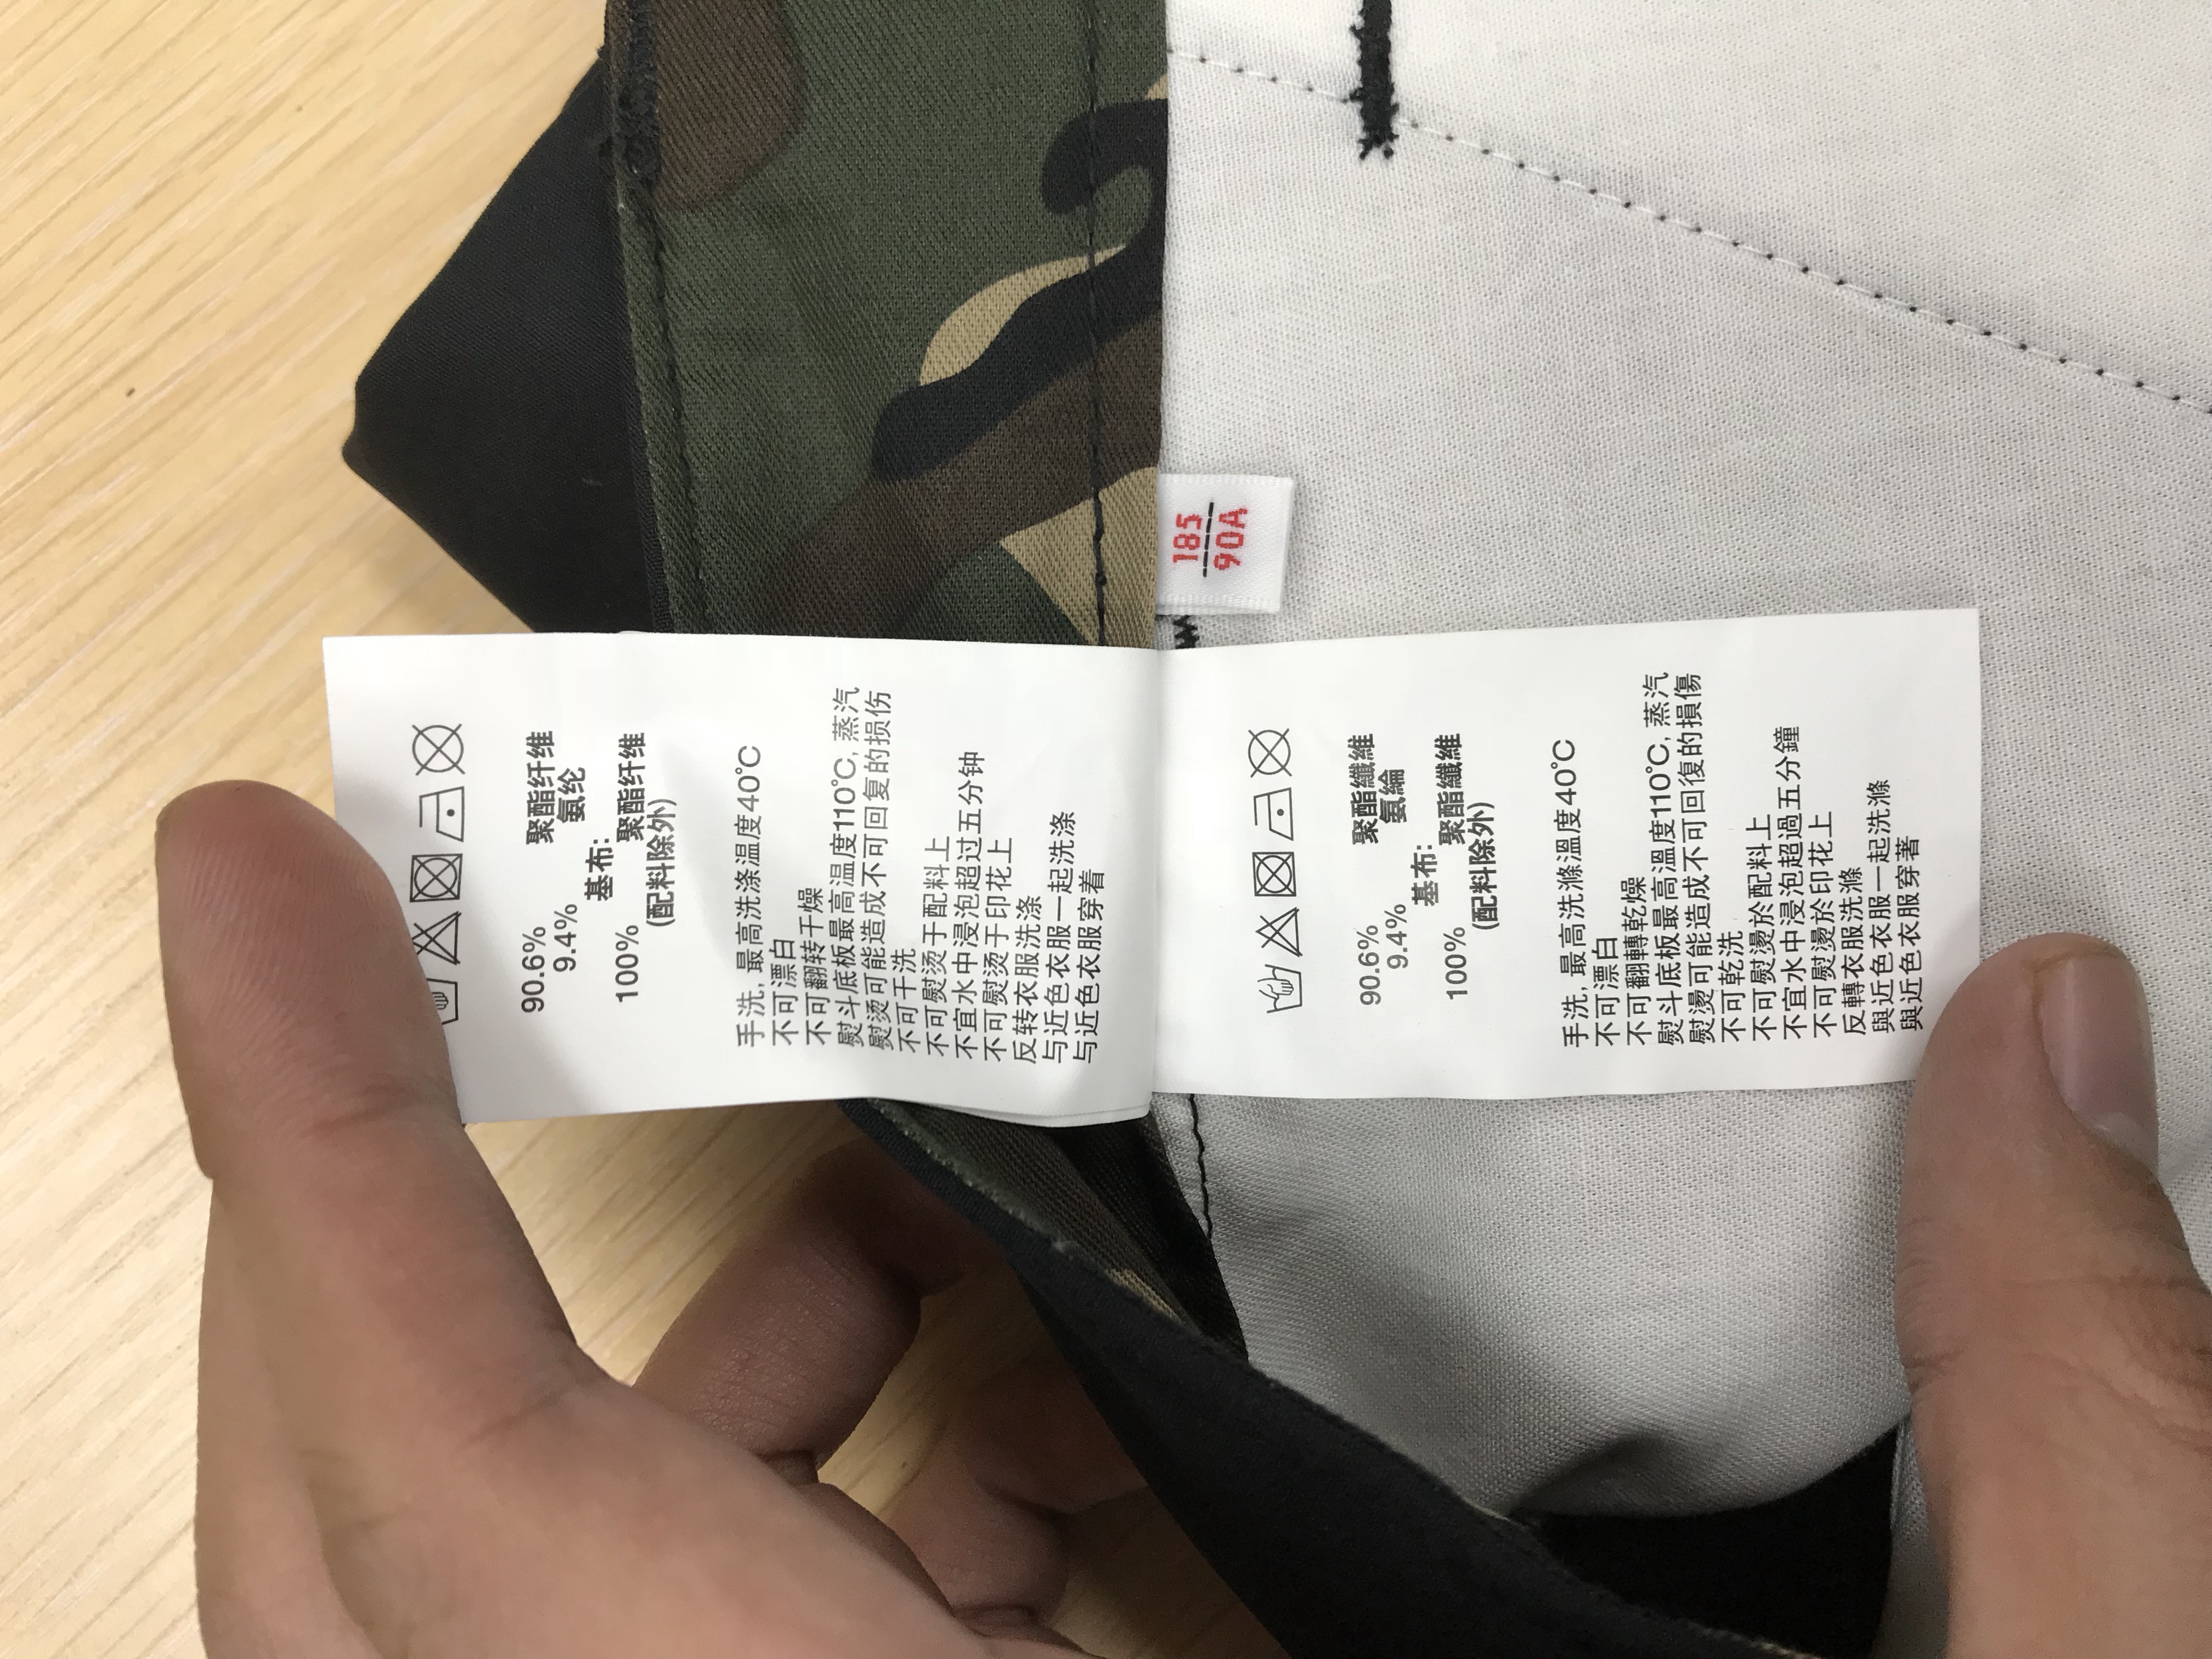 185
90A
90.6% 聚酯纤维
9.4% 氨纶
基布:
100% 聚酯纤维
(配料除外)
手洗,最高洗涤温度40℃
不可漂白
不可翻转干燥
熨斗底板最高温度110℃,蒸汽
熨烫可能造成不可回复的损伤
不可干洗
不可熨烫于配料上
不宜水中浸泡超过五分钟
不可熨烫于印花上
反转衣服洗涤
与近色衣服一起洗涤
与近色衣服穿着
90.6% 聚酯纖維
9.4% 氨綸
基布:
100% 聚酯纖維
(配料除外)
手洗,最高洗滌溫度40℃
不可漂白
不可翻轉乾燥
熨斗底板最高溫度110℃,蒸汽
熨燙可能造成不可回復的損傷
不可乾洗
不可熨燙於配料上
不宜水中浸泡超過五分鐘
不可熨燙於印花上
反轉衣服洗滌
與近色衣服一起洗滌
與近色衣服穿著